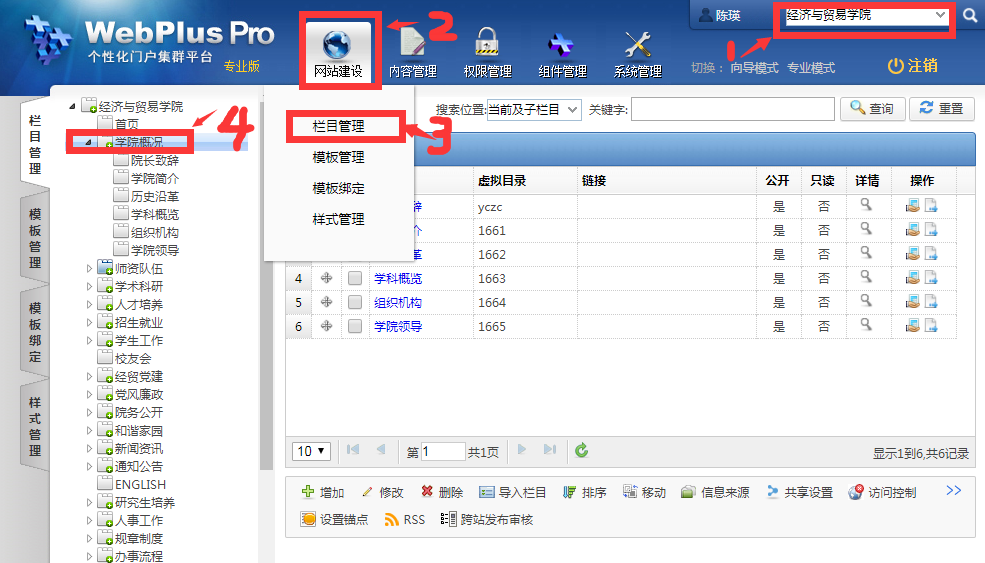 WebPlus Pro
个性化门户集群平台 专业版
网站建设
内容管理
权限管理
组件管理
系统管理
陈瑛
经济与贸易学院
切换： 向导模式 专业模式
注销
1
2
3
4
栏目管理
模板管理
模板绑定
样式管理
经济与贸易学院
首页
学院概况
院长致辞
学院简介
历史沿革
学科概览
组织机构
学院领导
师资队伍
学术科研
人才培养
招生就业
学生工作
校友会
经贸党建
党风廉政
院务公开
和谐家园
新闻资讯
通知公告
ENGLISH
研究生培养
人事工作
规章制度
办事流程
栏目管理
模板管理
模板绑定
样式管理
搜索位置: 当前及子栏目 关键字: 查询 重置
虚拟目录 链接 公开 只读 详情 操作
辞 yczc 是 否
介 1661 是 否
革 1662 是 否
4 学科概览 1663 是 否
5 组织机构 1664 是 否
6 学院领导 1665 是 否
10 第 1 共1页 显示1到6,共6记录
增加 修改 删除 导入栏目 排序 移动 信息来源 共享设置 访问控制 >>
设置锚点 RSS 跨站发布审核